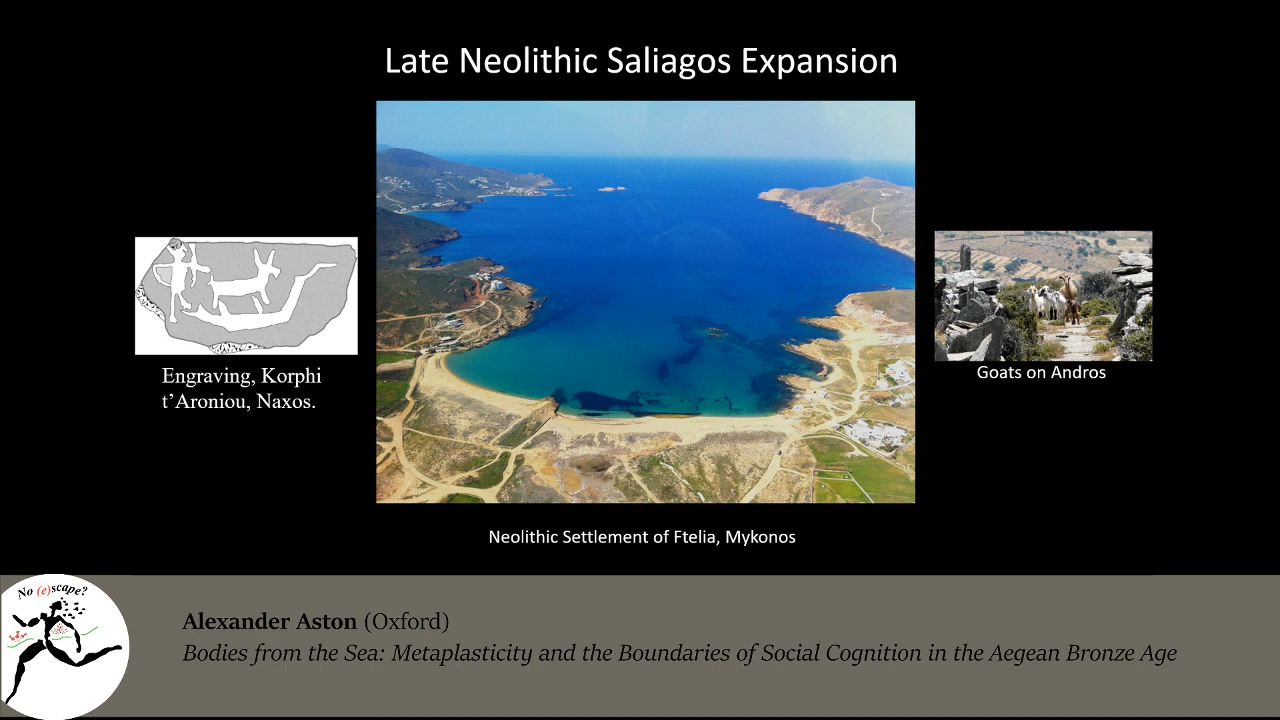 Late Neolithic Saliagos Expansion
Engraving, Korphi
t’Aroniou, Naxos.
Goats on Andros
Neolithic Settlement of Ftelia, Mykonos
No (e)scape?
Alexander Aston (Oxford)
Bodies from the Sea: Metaplasticity and the Boundaries of Social Cognition in the Aegean Bronze Age